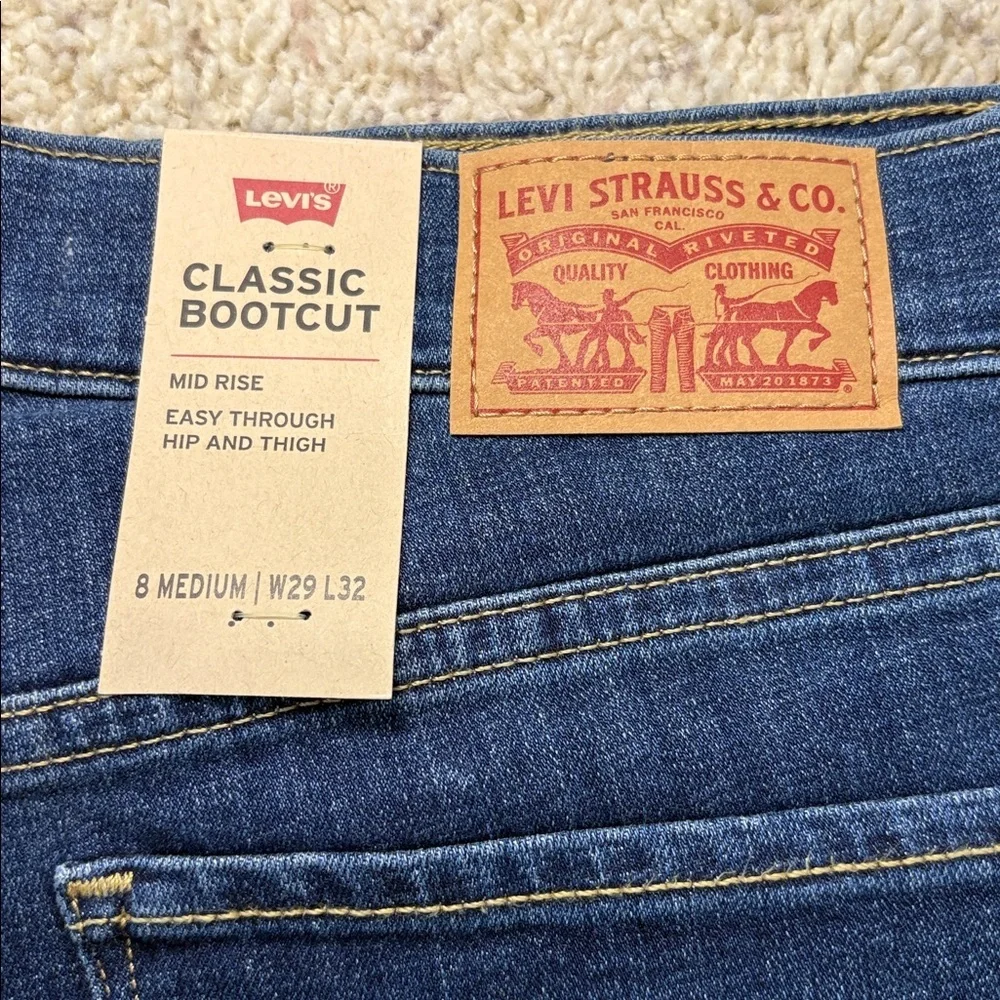 Levi's®
CLASSIC
BOOTCUT
MID RISE
EASY THROUGH
HIP AND THIGH
8 MEDIUM | W29 L32
LEVI STRAUSS & CO.
SAN FRANCISCO
CAL.
ORIGINAL RIVETED
QUALITY CLOTHING
PATENTED MAY 20 1873 ®